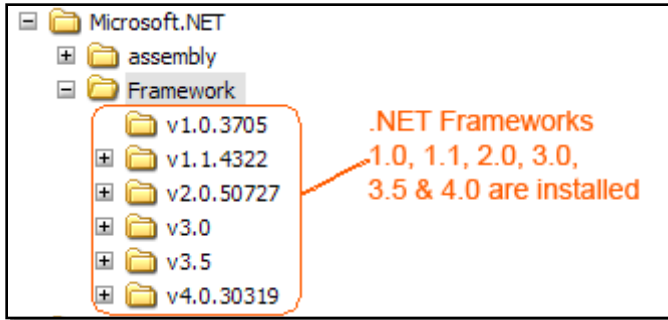 Microsoft.NET
assembly
Framework
v1.0.3705
v1.1.4322
v2.0.50727
v3.0
v3.5
v4.0.30319
.NET Frameworks
1.0, 1.1, 2.0, 3.0,
3.5 & 4.0 are installed